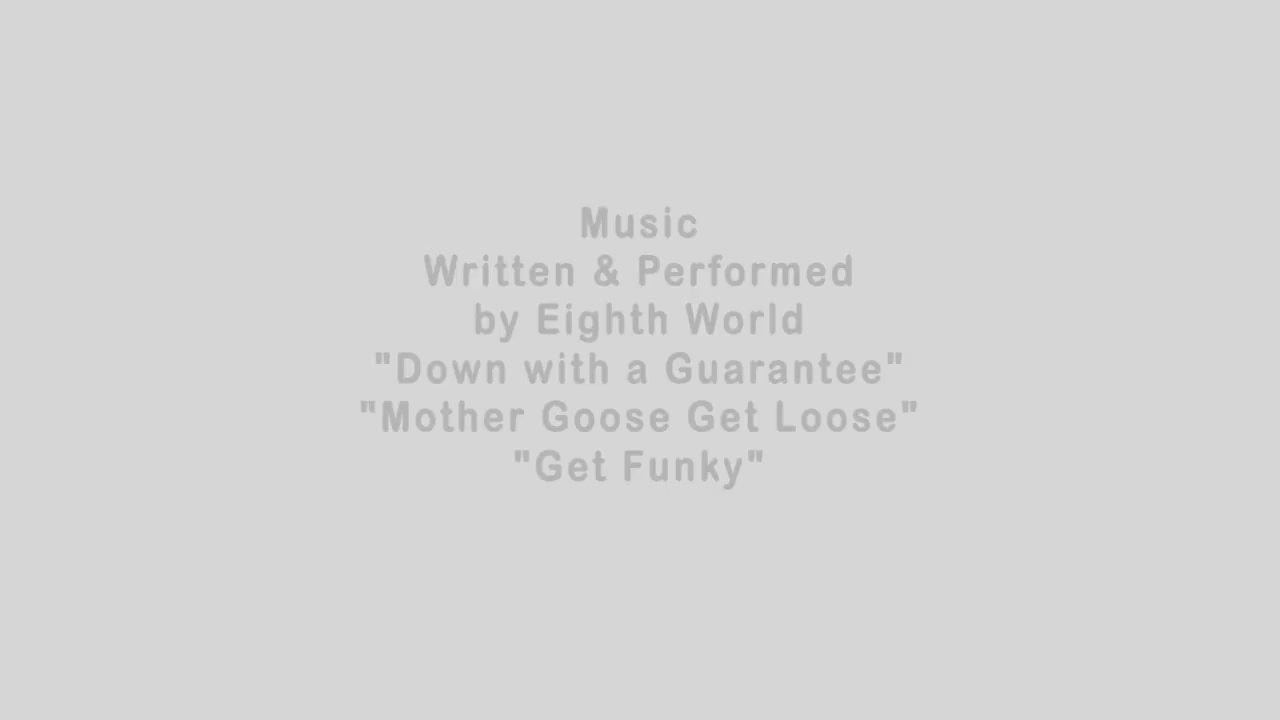 Music
Written & Performed
by Eighth World
"Down with a Guarantee"
"Mother Goose Get Loose"
"Get Funky"